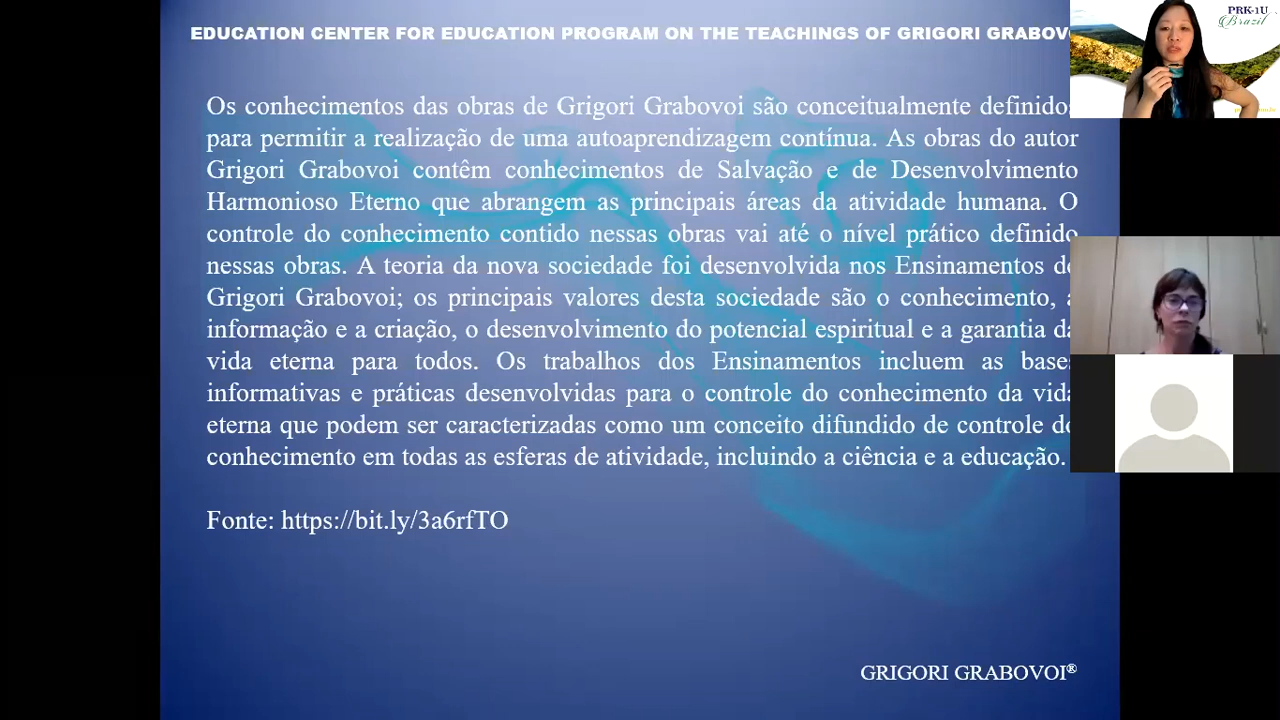 EDUCATION CENTER FOR EDUCATION PROGRAM ON THE TEACHINGS OF GRIGORI
PRK-1U
Brazil
Os conhecimentos das obras de Grigori Grabovoi são conceitualmente definidos
para permitir a realização de uma autoaprendizagem contínua. As obras do autor
Grigori Grabovoi contêm conhecimentos de Salvação e de Desenvolvimento
Harmonioso Eterno que abrangem as principais áreas da atividade humana. O
controle do conhecimento contido nessas obras vai até o nível prático definido
nessas obras. A teoria da nova sociedade foi desenvolvida nos Ensinamentos de
Grigori Grabovoi; os principais valores desta sociedade são o conhecimento, a
informação e a criação, o desenvolvimento do potencial espiritual e a garantia da
vida eterna para todos. Os trabalhos dos Ensinamentos incluem as bases
informativas e práticas desenvolvidas para o controle do conhecimento da vida
eterna que podem ser caracterizadas como um conceito difundido de controle do
conhecimento em todas as esferas de atividade, incluindo a ciência e a educação.
Fonte: https://bit.ly/3a6rfTO
GRIGORI GRABOVOI®